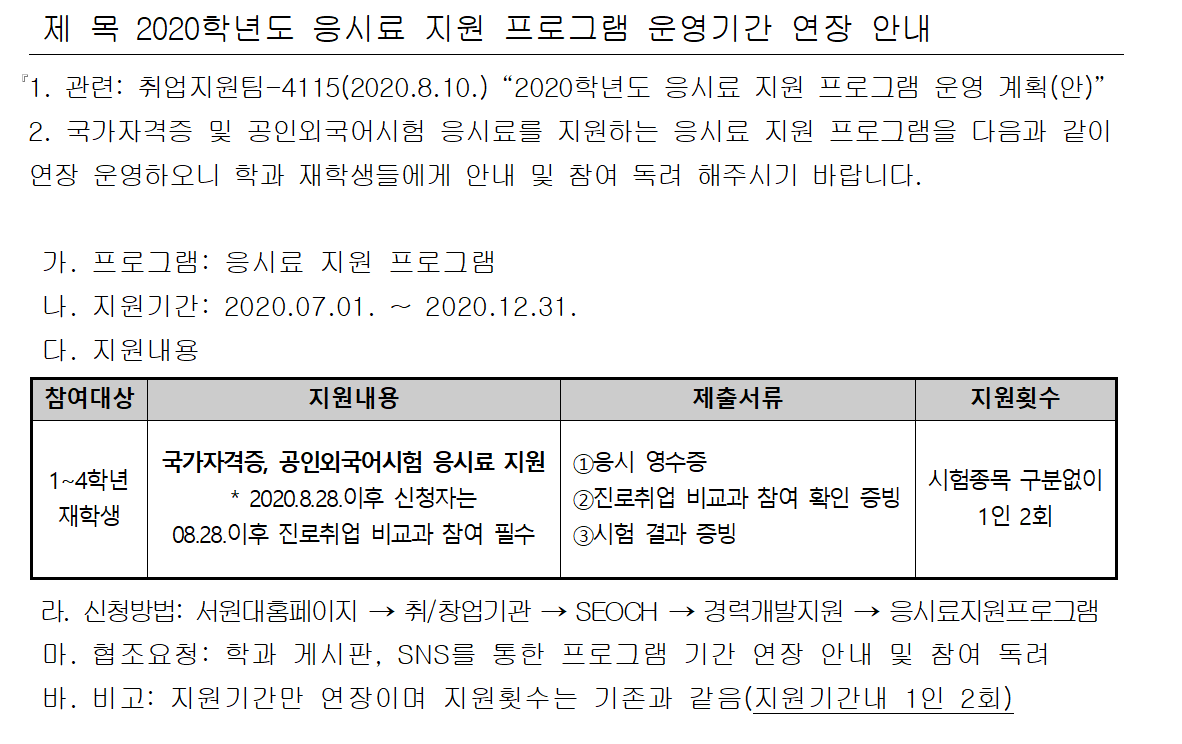 제 목 2020학년도 응시료 지원 프로그램 운영기간 연장 안내
『1. 관련: 취업지원팀-4115(2020.8.10.) “2020학년도 응시료 지원 프로그램 운영 계획(안)”
2. 국가자격증 및 공인외국어시험 응시료를 지원하는 응시료 지원 프로그램을 다음과 같이
연장 운영하오니 학과 재학생들에게 안내 및 참여 독려 해주시기 바랍니다.
가. 프로그램: 응시료 지원 프로그램
나. 지원기간: 2020.07.01. ~ 2020.12.31.
다. 지원내용
참여대상 지원내용 제출서류 지원횟수
1~4학년
재학생
국가자격증, 공인외국어시험 응시료 지원
* 2020.8.28.이후 신청자는
08.28.이후 진로취업 비교과 참여 필수
①응시 영수증
②진로취업 비교과 참여 확인 증빙
③시험 결과 증빙
시험종목 구분없이
1인 2회
라. 신청방법: 서원대홈페이지 → 취/창업기관 → SEOCH → 경력개발지원 → 응시료지원프로그램
마. 협조요청: 학과 게시판, SNS를 통한 프로그램 기간 연장 안내 및 참여 독려
바. 비고: 지원기간만 연장이며 지원횟수는 기존과 같음(지원기간내 1인 2회)